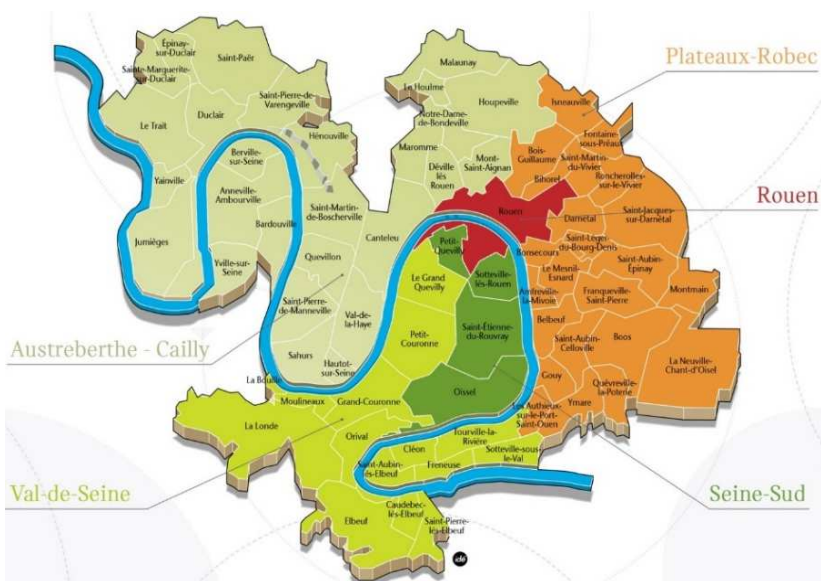 Epinay-
sur-Duclair
Saint-Paër
Sainte-Marguerite-
sur-Duclair
Saint-Pierre-de
Varengeville
Le Trait
Duclair
Hénouville
Berville-
sur-Seine
Yainville
Anneville-
Ambourville
Saint-Martin
de-Boscherville
Bardouville
Jumièges
Canteleu
Yville-sur-
Seine
Quevillon
Saint-Pierre
de-Manneville
Val-de-
la-Haye
Sahurs
Hautot-
sur-Seine
Malaunay
Le Houlme
Houpeville
Notre-Dame-
de-Bondeville
Maromme
Mont-
Saint-Aignan
Déville
lès
Rouen
Isneauville
Fontaine-
sous-Préaux
Bois-
Guillaume
Saint-Martin-
du-Vivier
Bihorel
Roncherolles-
sur-le-Vivier
Rouen
Darnétal
Saint-Jacques-
sur-Darnétal
Saint-Léger-
du-Bourg-Denis
Bonsecours
Saint-Aubin-
Epinay
Le Mesnil-
Esnard
Amfreville-
la-Mivoie
Franqueville-
Saint-Pierre
Montmain
Belbeuf
Saint-Aubin-
Celloville
Boos
La Neuville-
Chant-d'Oisel
Gouy
Quévreville-
la-Poterie
Ymare
Les Authieux-
sur-le-Port-
Saint-Ouen
Petit-
Quevilly
Le Grand
Quevilly
Sotteville-
lès-Rouen
Saint-Étienne-
du-Rouvray
Petit-
Couronne
Oissel
La Bouille
Moulineaux
Grand-Couronne
La Londe
Orival
Cléon
Tourville-la-
Rivière
Saint-Aubin-
lès-Elbeuf
Freneuse
Sotteville-sous-
le-Val
Elbeuf
Caudebec-
lès-Elbeuf
Saint-Pierre-
lès-Elbeuf
Plateaux-Robec
Rouen
Austreberthe - Cailly
Val-de-Seine
Seine-Sud